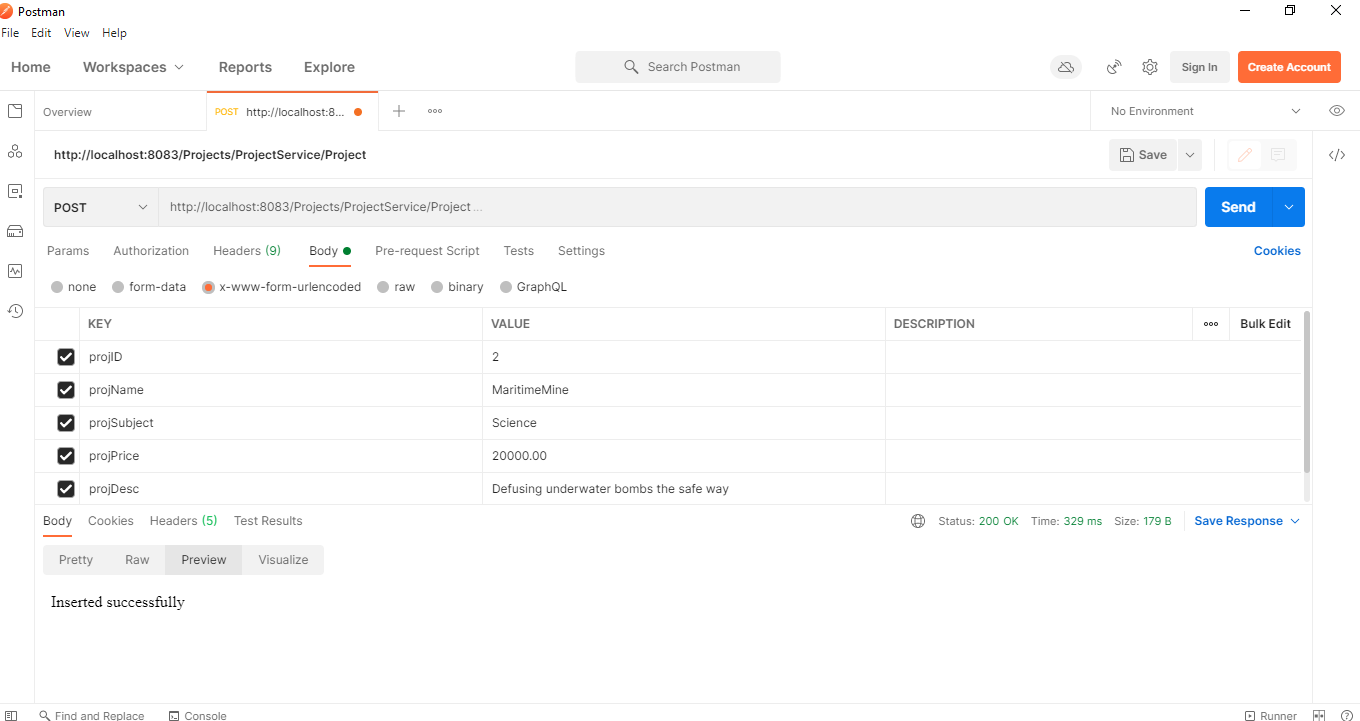 Postman
File Edit View Help
Home Workspaces Reports Explore Search Postman Sign In Create Account
Overview POST http://localhost:8... No Environment
http://localhost:8083/Projects/ProjectService/Project Save
POST http://localhost:8083/Projects/ProjectService/Project... Send
Params Authorization Headers (9) Body Pre-request Script Tests Settings Cookies
none form-data x-www-form-urlencoded raw binary GraphQL
KEY VALUE DESCRIPTION Bulk Edit
projID 2
projName MaritimeMine
projSubject Science
projPrice 20000.00
projDesc Defusing underwater bombs the safe way
Body Cookies Headers (5) Test Results Status: 200 OK Time: 329 ms Size: 179 B Save Response
Pretty Raw Preview Visualize
Inserted successfully
Find and Replace Console Runner